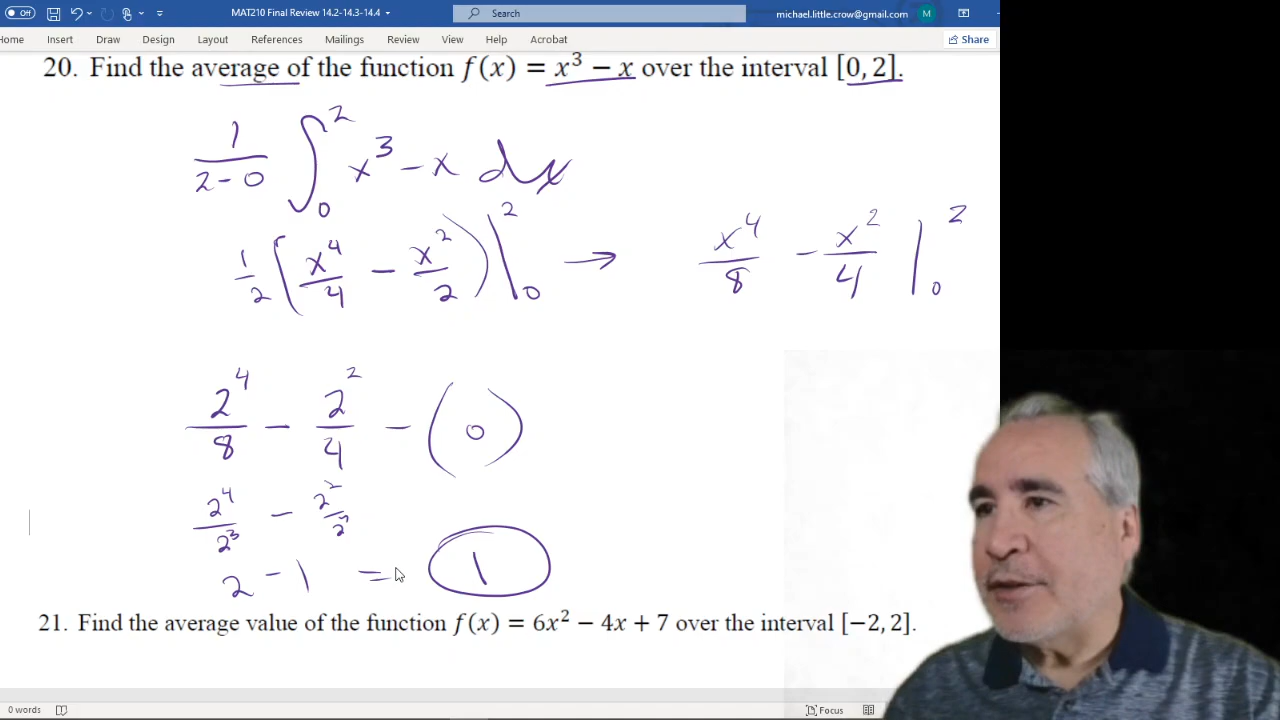 Off MAT210 Final Review 14.2-14.3-14.4 Search michael.little.crow@gmail.com M
Home Insert Draw Design Layout References Mailings Review View Help Acrobat Share
20. Find the average of the function f(x) = x³ − x over the interval [0, 2].
1/(2−0) ∫₀² x³ − x dx
1/2 (x⁴/4 − x²/2) |₀² → x⁴/8 − x²/4 |₀²
2⁴/8 − 2²/4 − (0)
2⁴/2³ − 2²/2²
2 − 1 = 1
21. Find the average value of the function f(x) = 6x² − 4x + 7 over the interval [−2, 2].
0 words Focus